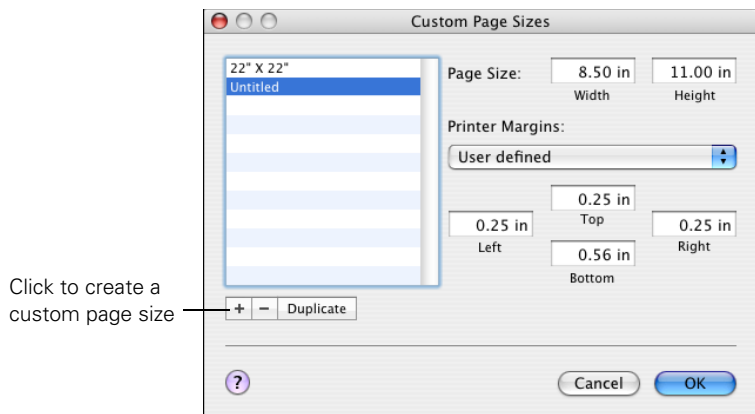 Custom Page Sizes
22" X 22"
Untitled
Page Size:
8.50 in
11.00 in
Width
Height
Printer Margins:
User defined
0.25 in
Top
0.25 in
Left
0.25 in
Right
0.56 in
Bottom
Click to create a
custom page size
+ − Duplicate
?
Cancel
OK